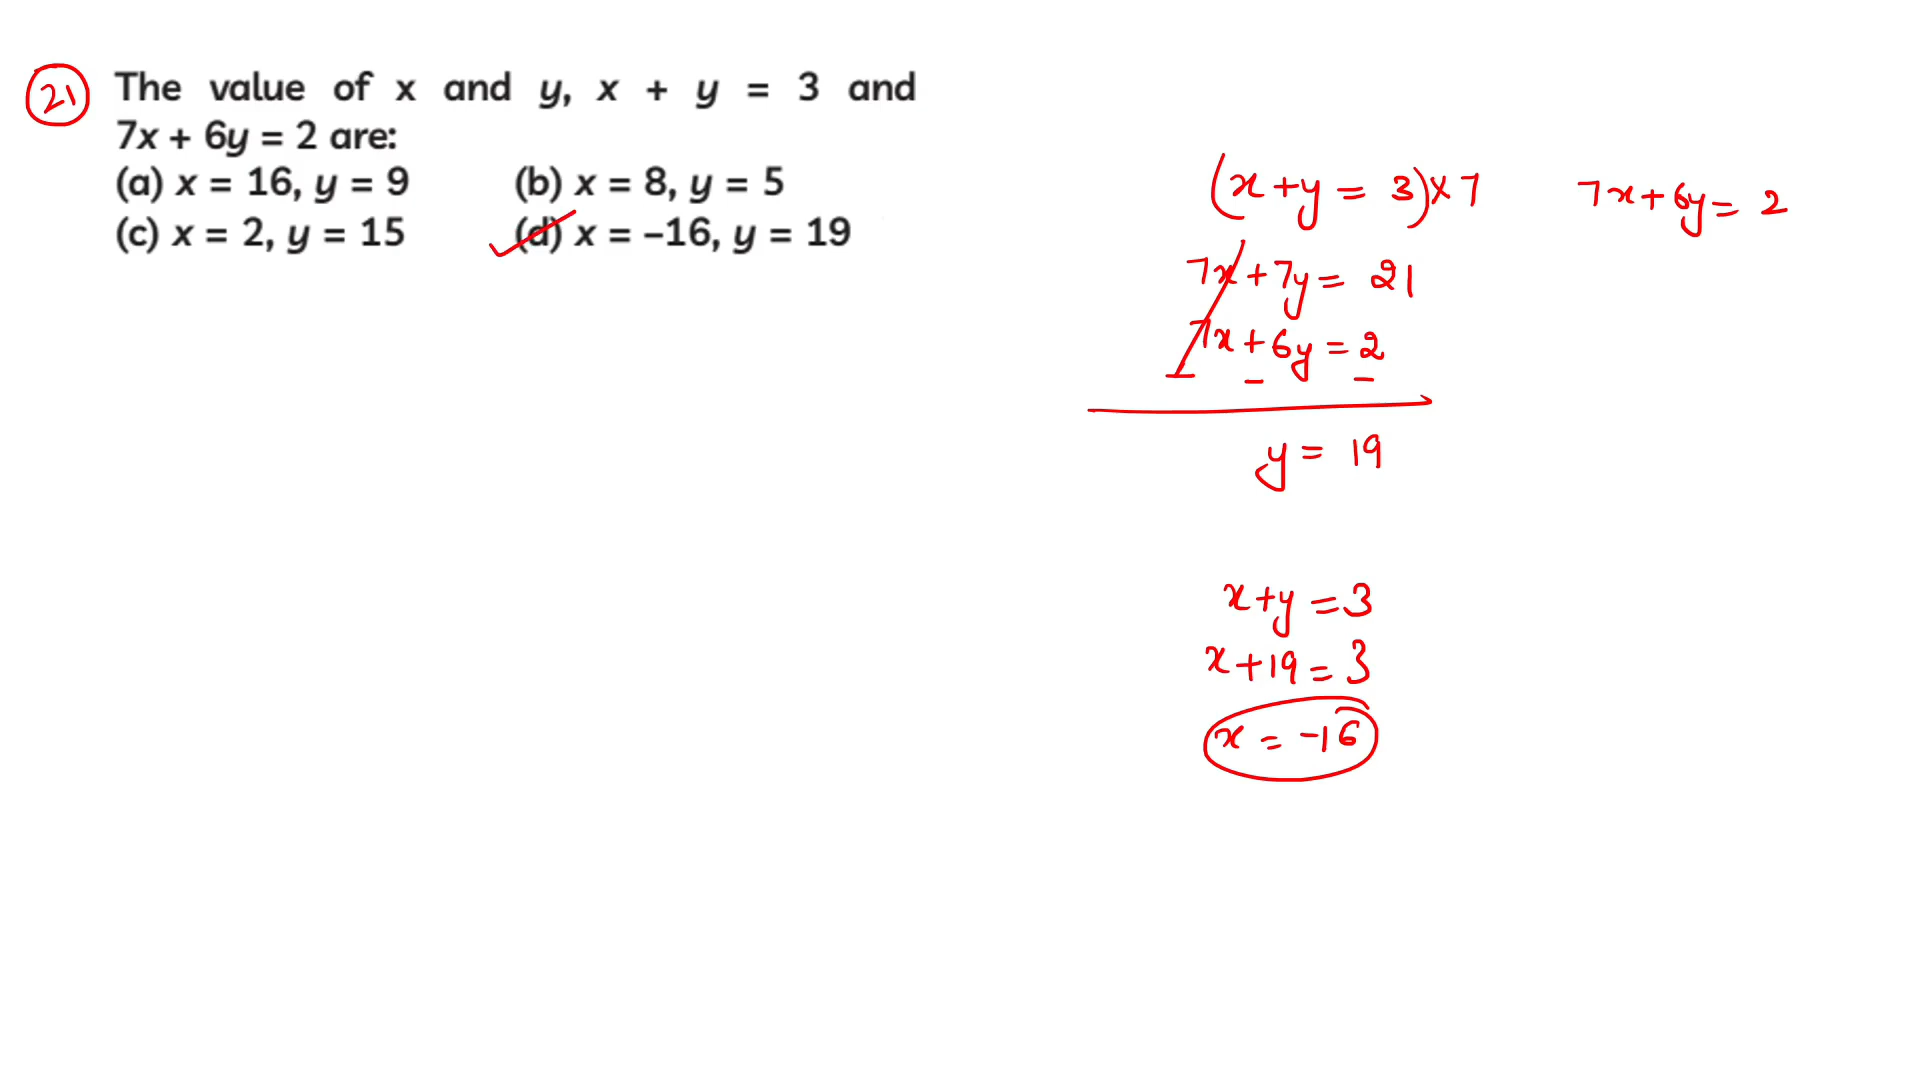 21 The value of x and y, x + y = 3 and
7x + 6y = 2 are:
(a) x = 16, y = 9 (b) x = 8, y = 5
(c) x = 2, y = 15 (d) x = –16, y = 19
(x + y = 3) × 7 7x + 6y = 2
7x + 7y = 21
7x + 6y = 2
– – –
y = 19
x + y = 3
x + 19 = 3
x = -16